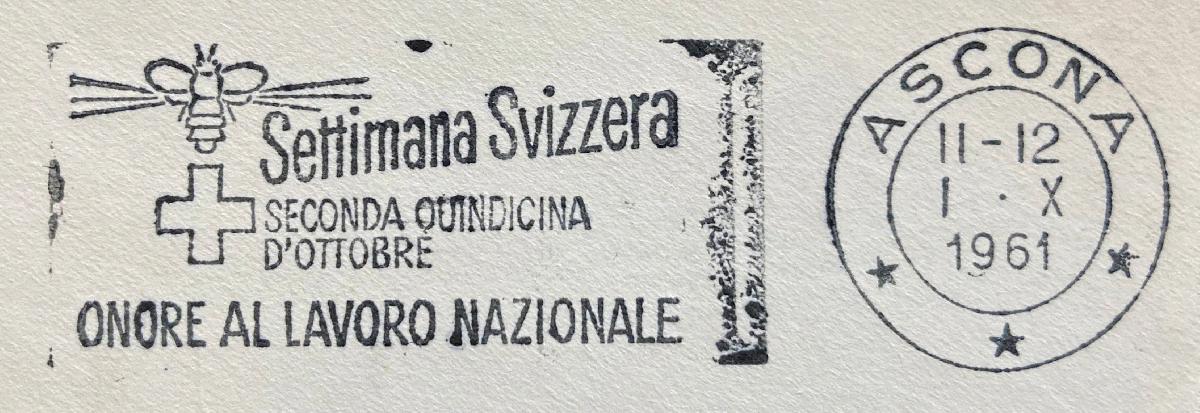 Settimana Svizzera
SECONDA QUINDICINA
D'OTTOBRE
ONORE AL LAVORO NAZIONALE
ASCONA
11-12
1 · X
1961